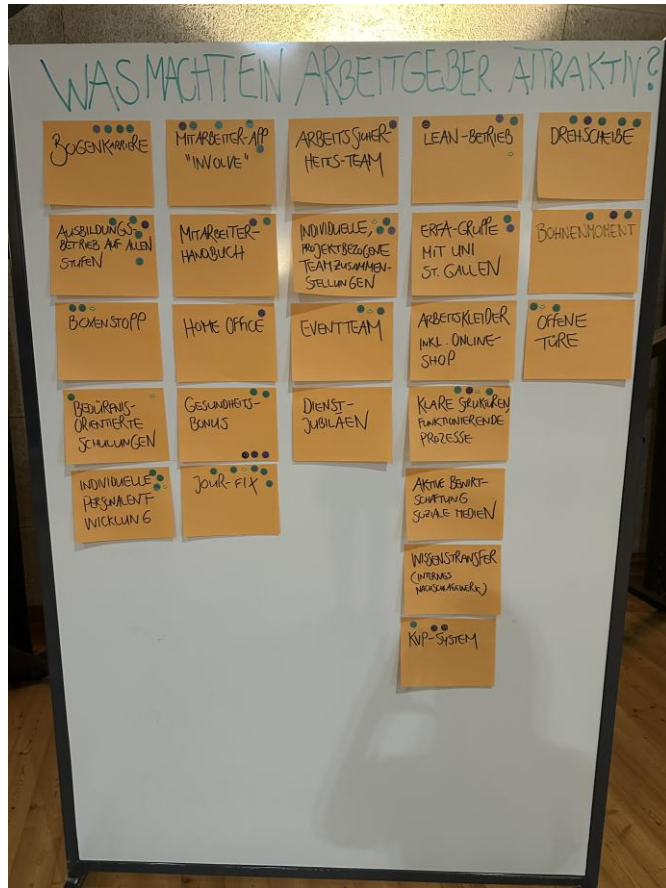 WAS MACHT EIN ARBEITGEBER ATTRAKTIV?
BOGENKARRIERE
AUSBILDUNGS-
BETRIEB AUF ALLEN
STUFEN
BOXENSTOPP
BEDÜRFNIS-
ORIENTIERTE
SCHULUNGEN
INDIVIDUELLE
PERSONALENT-
WICKLUNG
MITARBEITER-APP
"INVOLVE"
MITARBEITER-
HANDBUCH
HOME OFFICE
GESUNDHEITS-
BONUS
JOUR-FIX
ARBEITSSICHER-
HEITS-TEAM
INDIVIDUELLE,
PROJEKTBEZOGENE
TEAMZUSAMMEN-
STELLUNGEN
EVENTTEAM
DIENST-
JUBILÄEN
LEAN-BETRIEB
ERFA-GRUPPE
MIT UNI
ST. GALLEN
ARBEITSKLEIDER
INKL. ONLINE-
SHOP
KLARE STRUKTUREN,
FUNKTIONIERENDE
PROZESSE
AKTIVE BEWIRT-
SCHAFTUNG
SOZIALE MEDIEN
WISSENSTRANSFER
(INTERNES
NACHSCHLAGEWERK)
KVP-SYSTEM
DREHSCHEIBE
BOHNENMOMENT
OFFENE
TÜRE